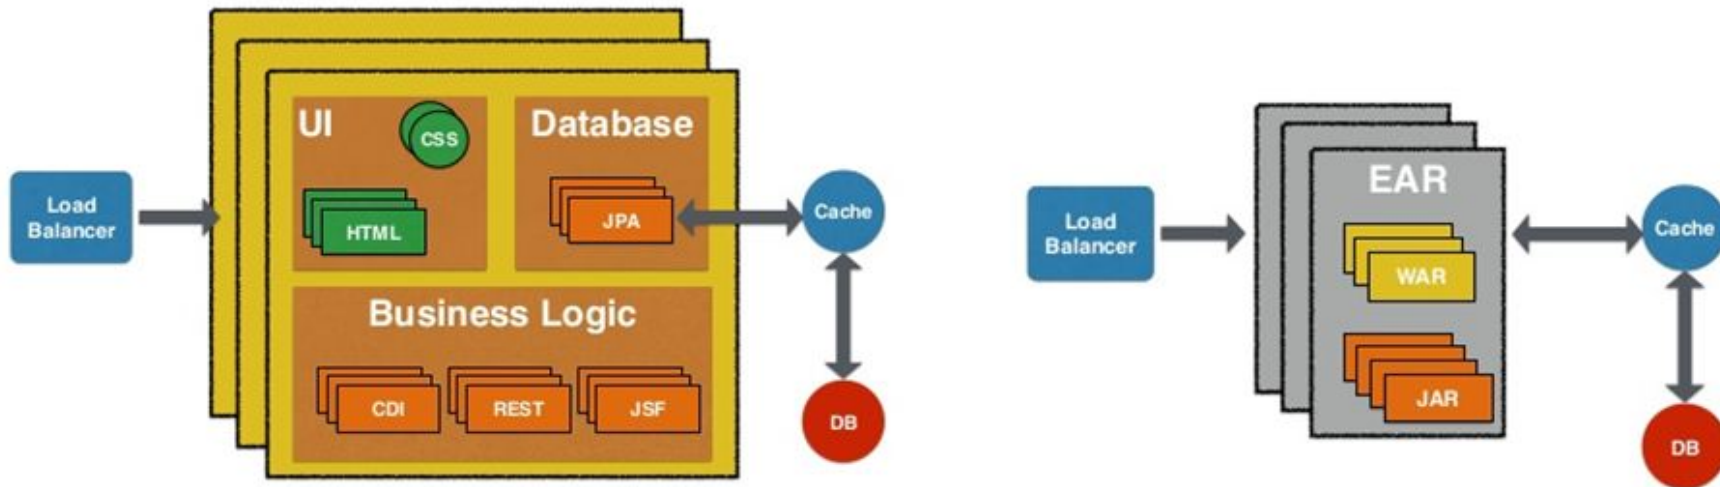 UI
CSS
HTML
Database
JPA
Load
Balancer
Cache
Business Logic
CDI
REST
JSF
DB
EAR
Load
Balancer
WAR
Cache
JAR
DB